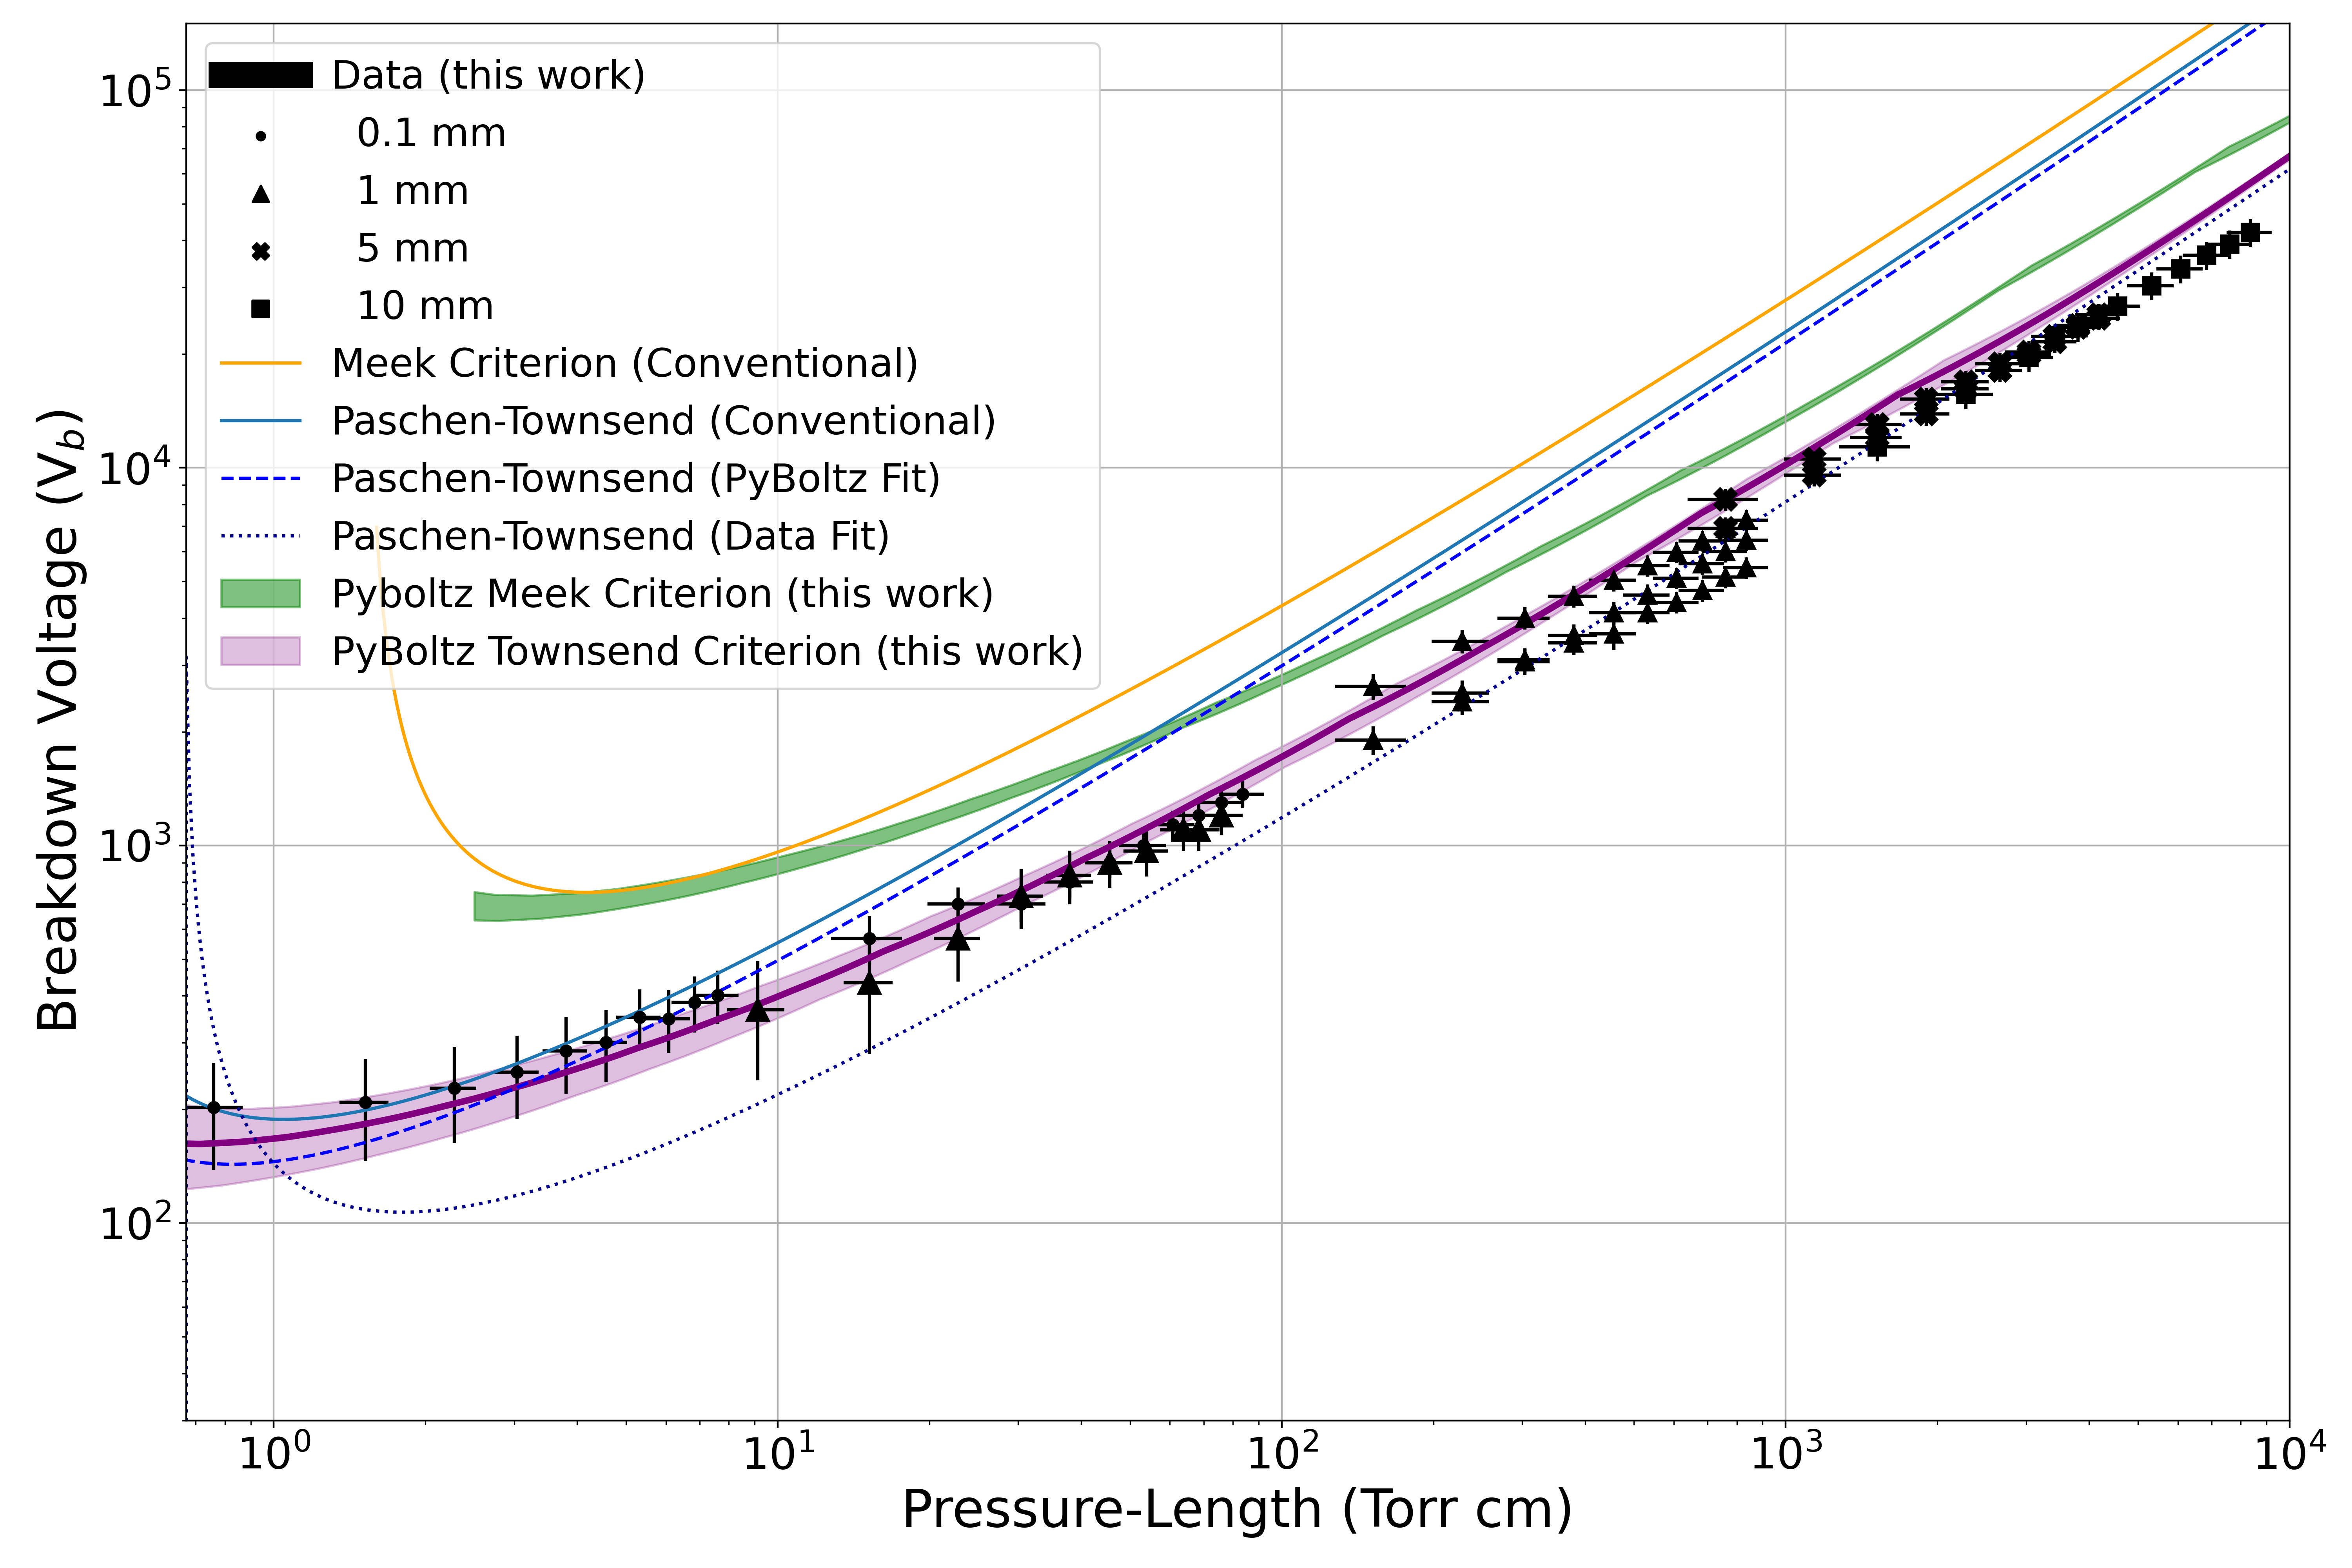 Data (this work)
0.1 mm
1 mm
5 mm
10 mm
Meek Criterion (Conventional)
Paschen-Townsend (Conventional)
Paschen-Townsend (PyBoltz Fit)
Paschen-Townsend (Data Fit)
Pyboltz Meek Criterion (this work)
PyBoltz Townsend Criterion (this work)
Breakdown Voltage (V_b)
10^5
10^4
10^3
10^2
10^0 10^1 10^2 10^3 10^4
Pressure-Length (Torr cm)